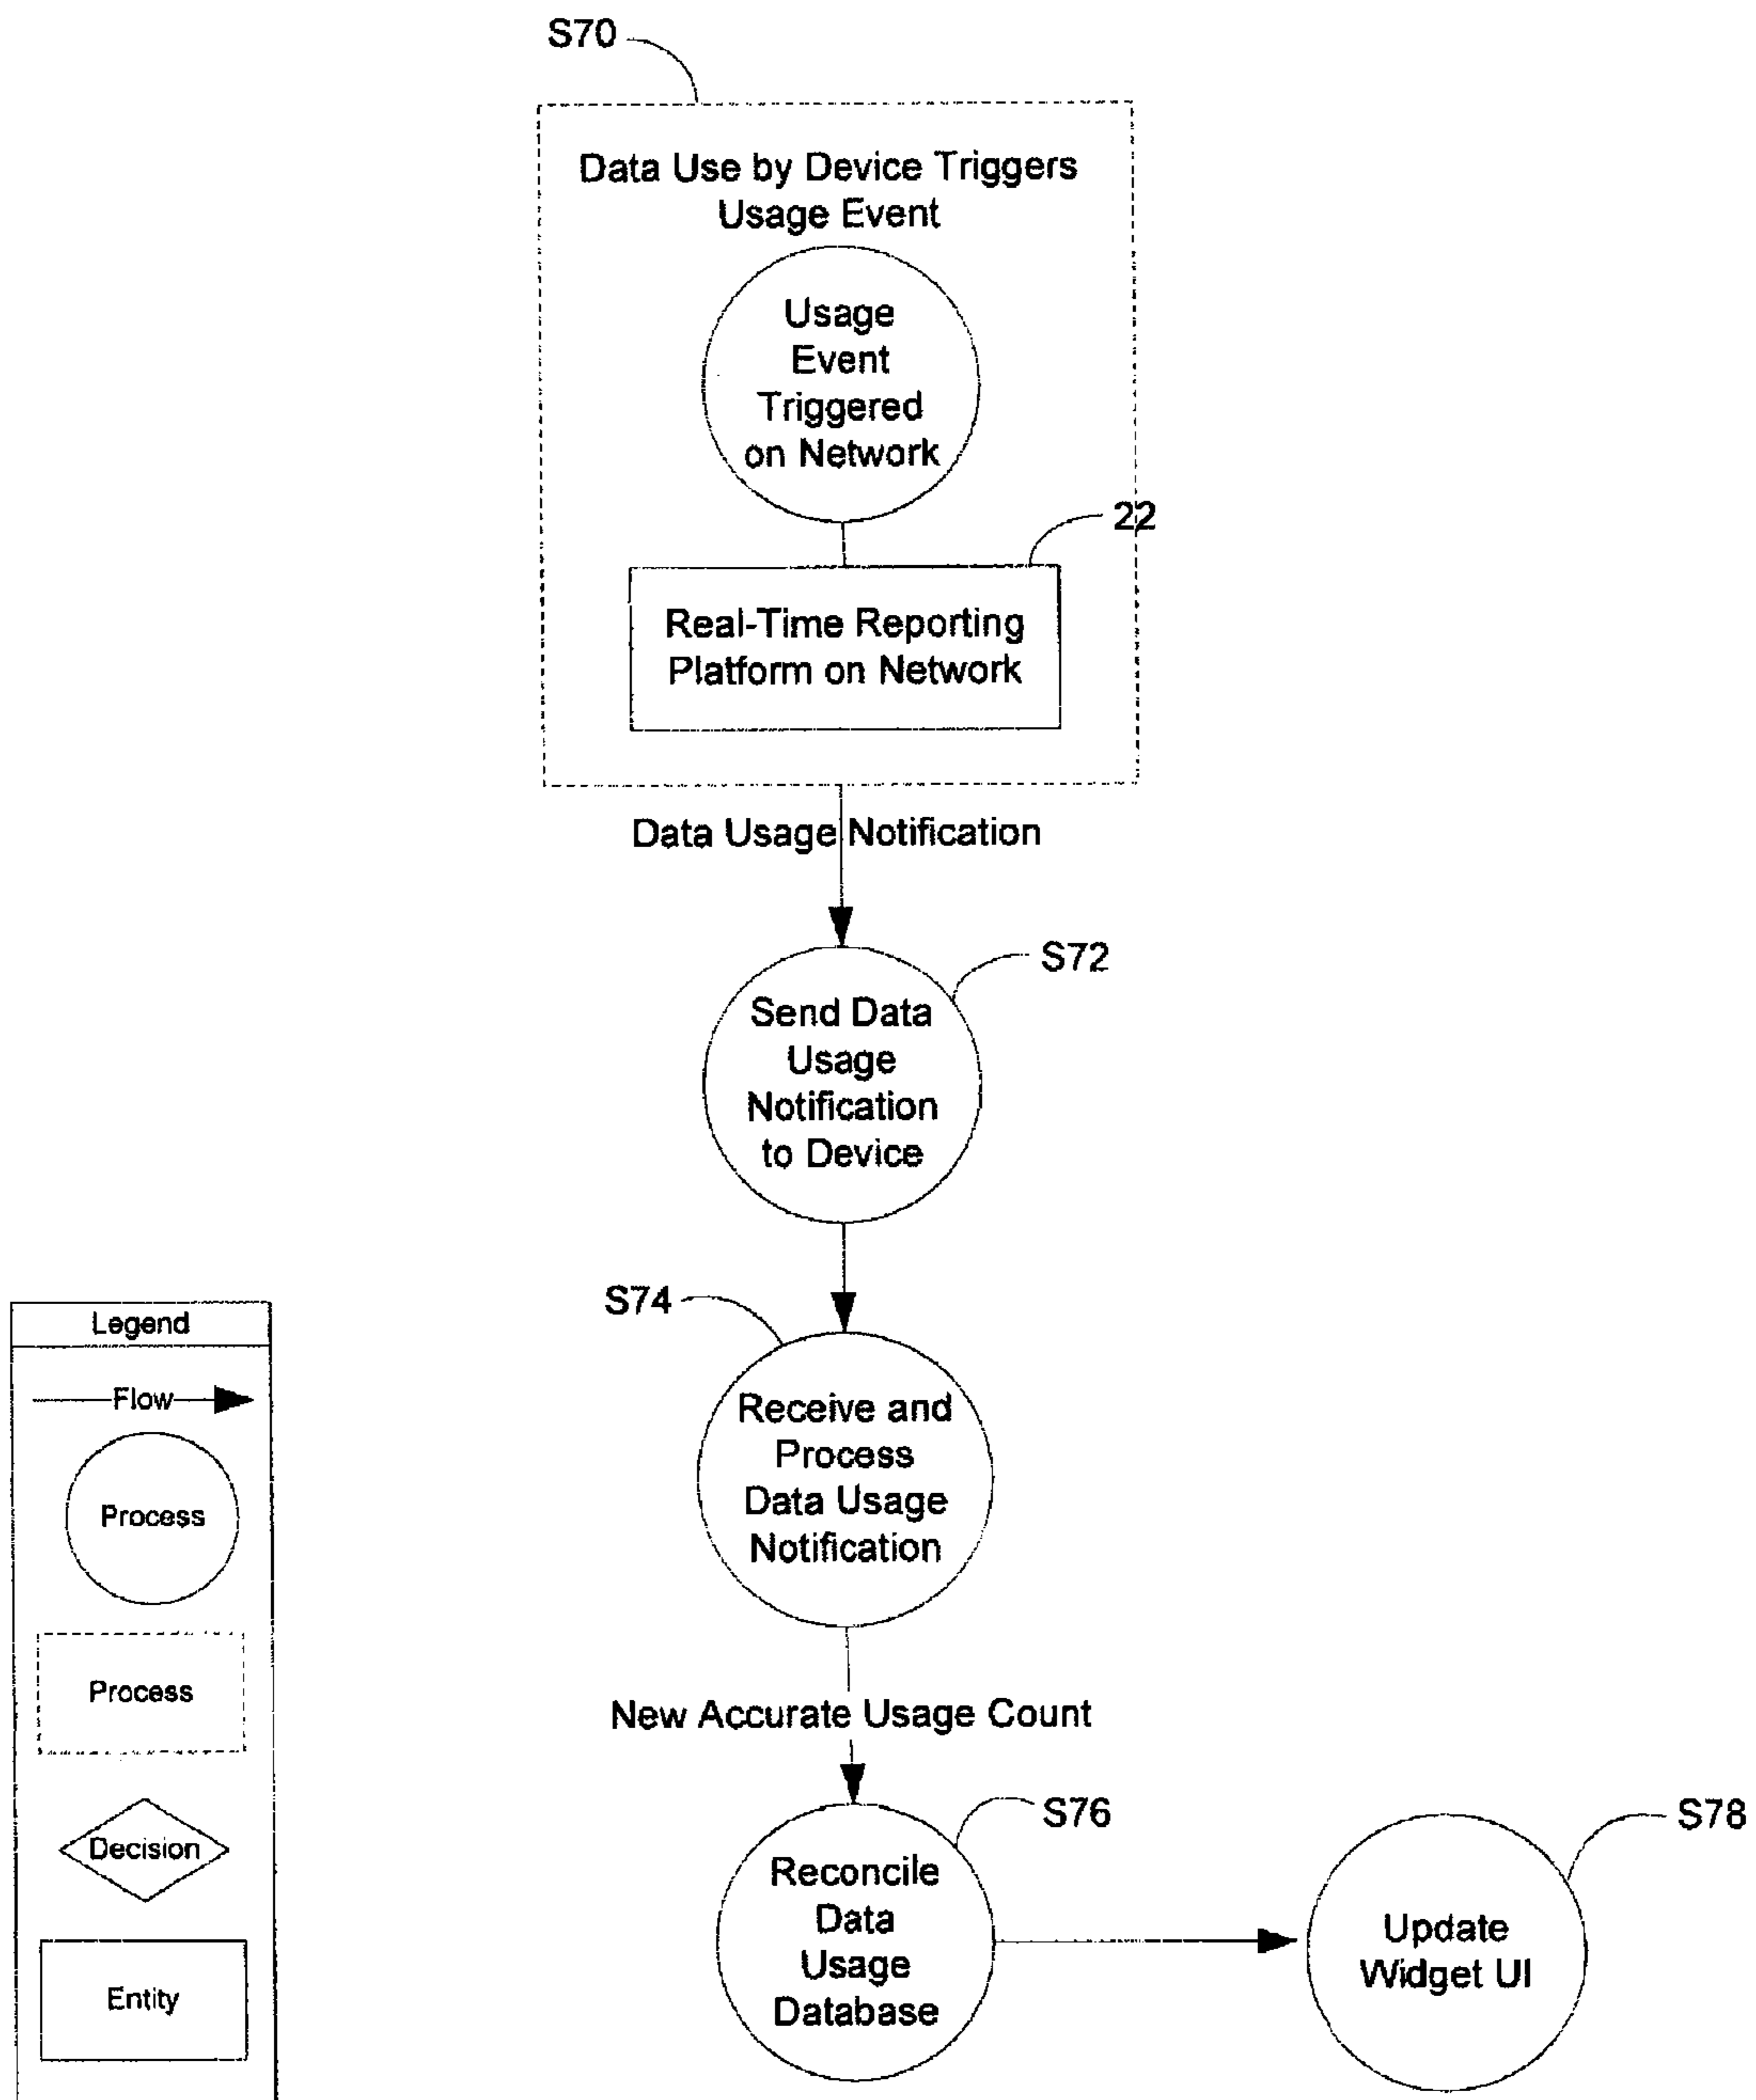 S70
Data Use by Device Triggers
Usage Event
Usage
Event
Triggered
on Network
22
Real-Time Reporting
Platform on Network
Data Usage Notification
S72
Send Data
Usage
Notification
to Device
S74
Receive and
Process
Data Usage
Notification
New Accurate Usage Count
S76
Reconcile
Data
Usage
Database
S78
Update
Widget UI
Legend
Flow
Process
Process
Decision
Entity